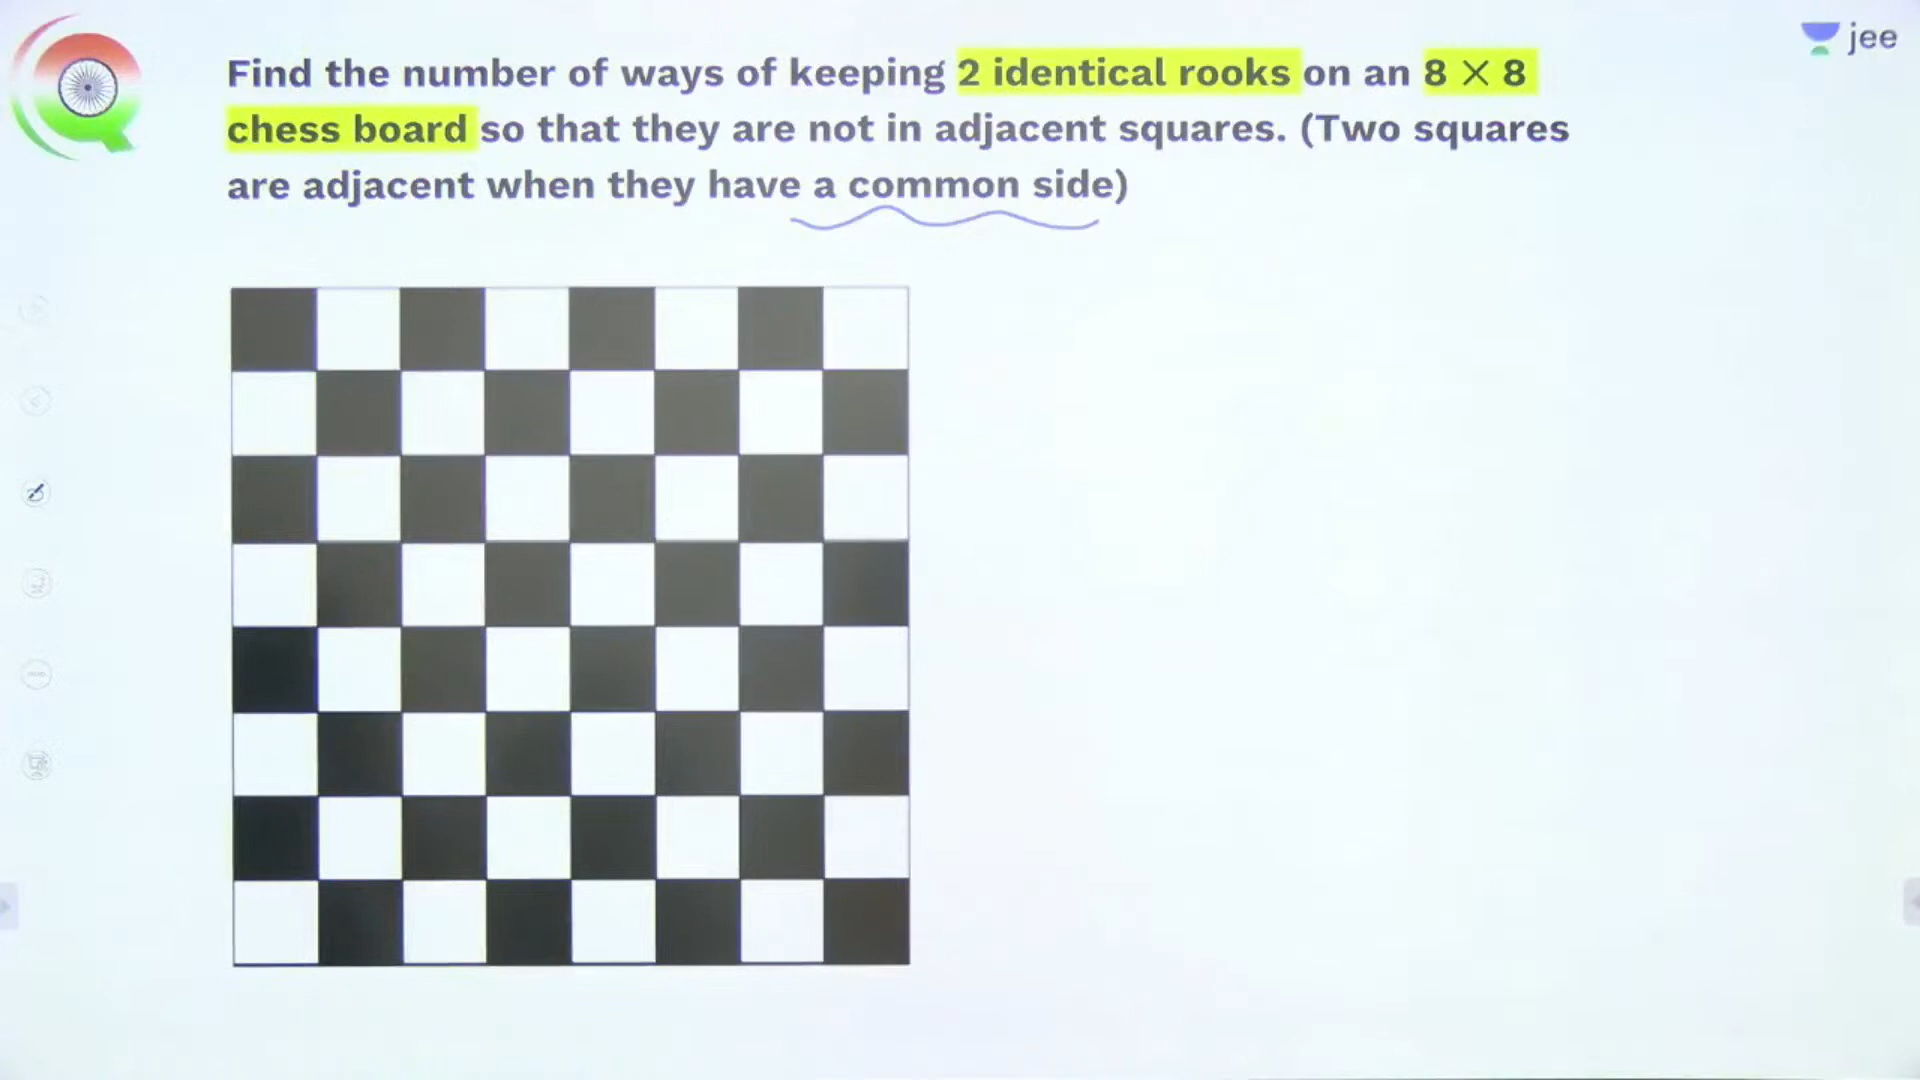 Find the number of ways of keeping 2 identical rooks on an 8 × 8
chess board so that they are not in adjacent squares. (Two squares
are adjacent when they have a common side)
jee